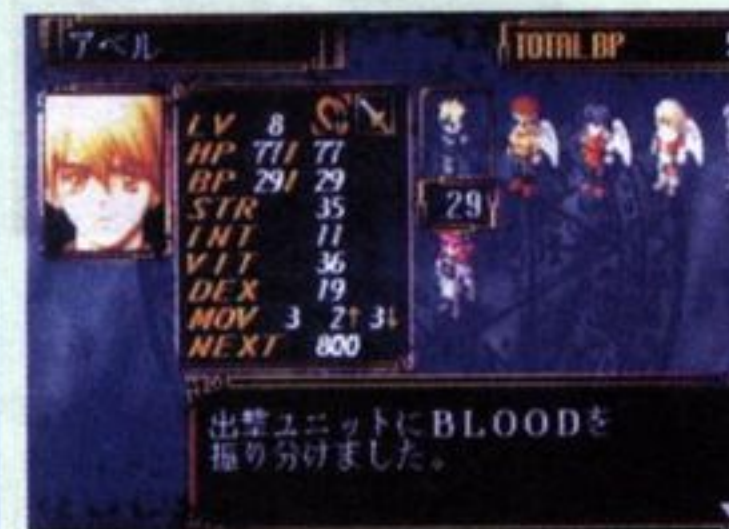 アベル
TOTAL BP
LV 8
HP 77/ 77
BP 29/ 29
STR 35
INT 11
VIT 36
DEX 19
MOV 3 2↑ 3↓
NEXT 800
29
出撃ユニットにBLOODを
振り分けました。